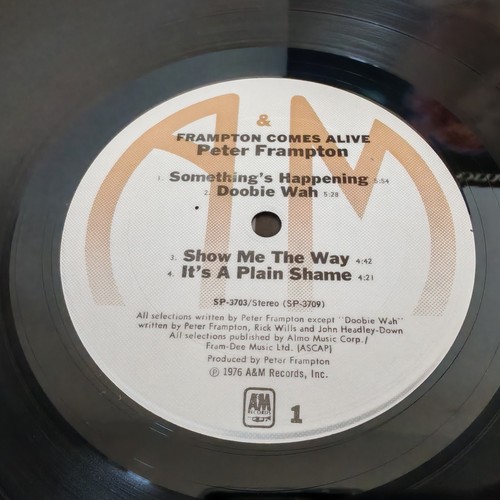 &
FRAMPTON COMES ALIVE
Peter Frampton
1. Something's Happening 5:54
2. Doobie Wah 5:28
3. Show Me The Way 4:42
4. It's A Plain Shame 4:21
SP-3703/Stereo (SP-3709)
All selections written by Peter Frampton except "Doobie Wah"
written by Peter Frampton, Rick Wills and John Headley-Down
All selections published by Almo Music Corp./
Fram-Dee Music Ltd. (ASCAP)
Produced by Peter Frampton
℗ 1976 A&M Records, Inc.
AM
RECORDS
1